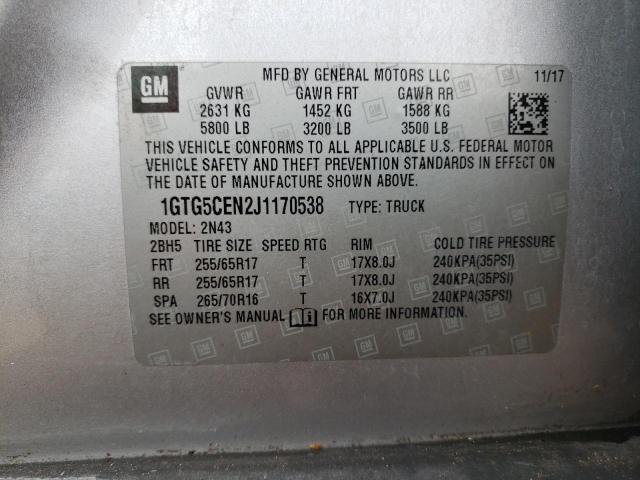 GM
MFD BY GENERAL MOTORS LLC 11/17
GVWR GAWR FRT GAWR RR
2631 KG 1452 KG 1588 KG
5800 LB 3200 LB 3500 LB
THIS VEHICLE CONFORMS TO ALL APPLICABLE U.S. FEDERAL MOTOR
VEHICLE SAFETY AND THEFT PREVENTION STANDARDS IN EFFECT ON
THE DATE OF MANUFACTURE SHOWN ABOVE.
1GTG5CEN2J1170538 TYPE: TRUCK
MODEL: 2N43
2BH5 TIRE SIZE SPEED RTG RIM COLD TIRE PRESSURE
FRT 255/65R17 T 17X8.0J 240KPA(35PSI)
RR 255/65R17 T 17X8.0J 240KPA(35PSI)
SPA 265/70R16 T 16X7.0J 240KPA(35PSI)
SEE OWNER'S MANUAL FOR MORE INFORMATION